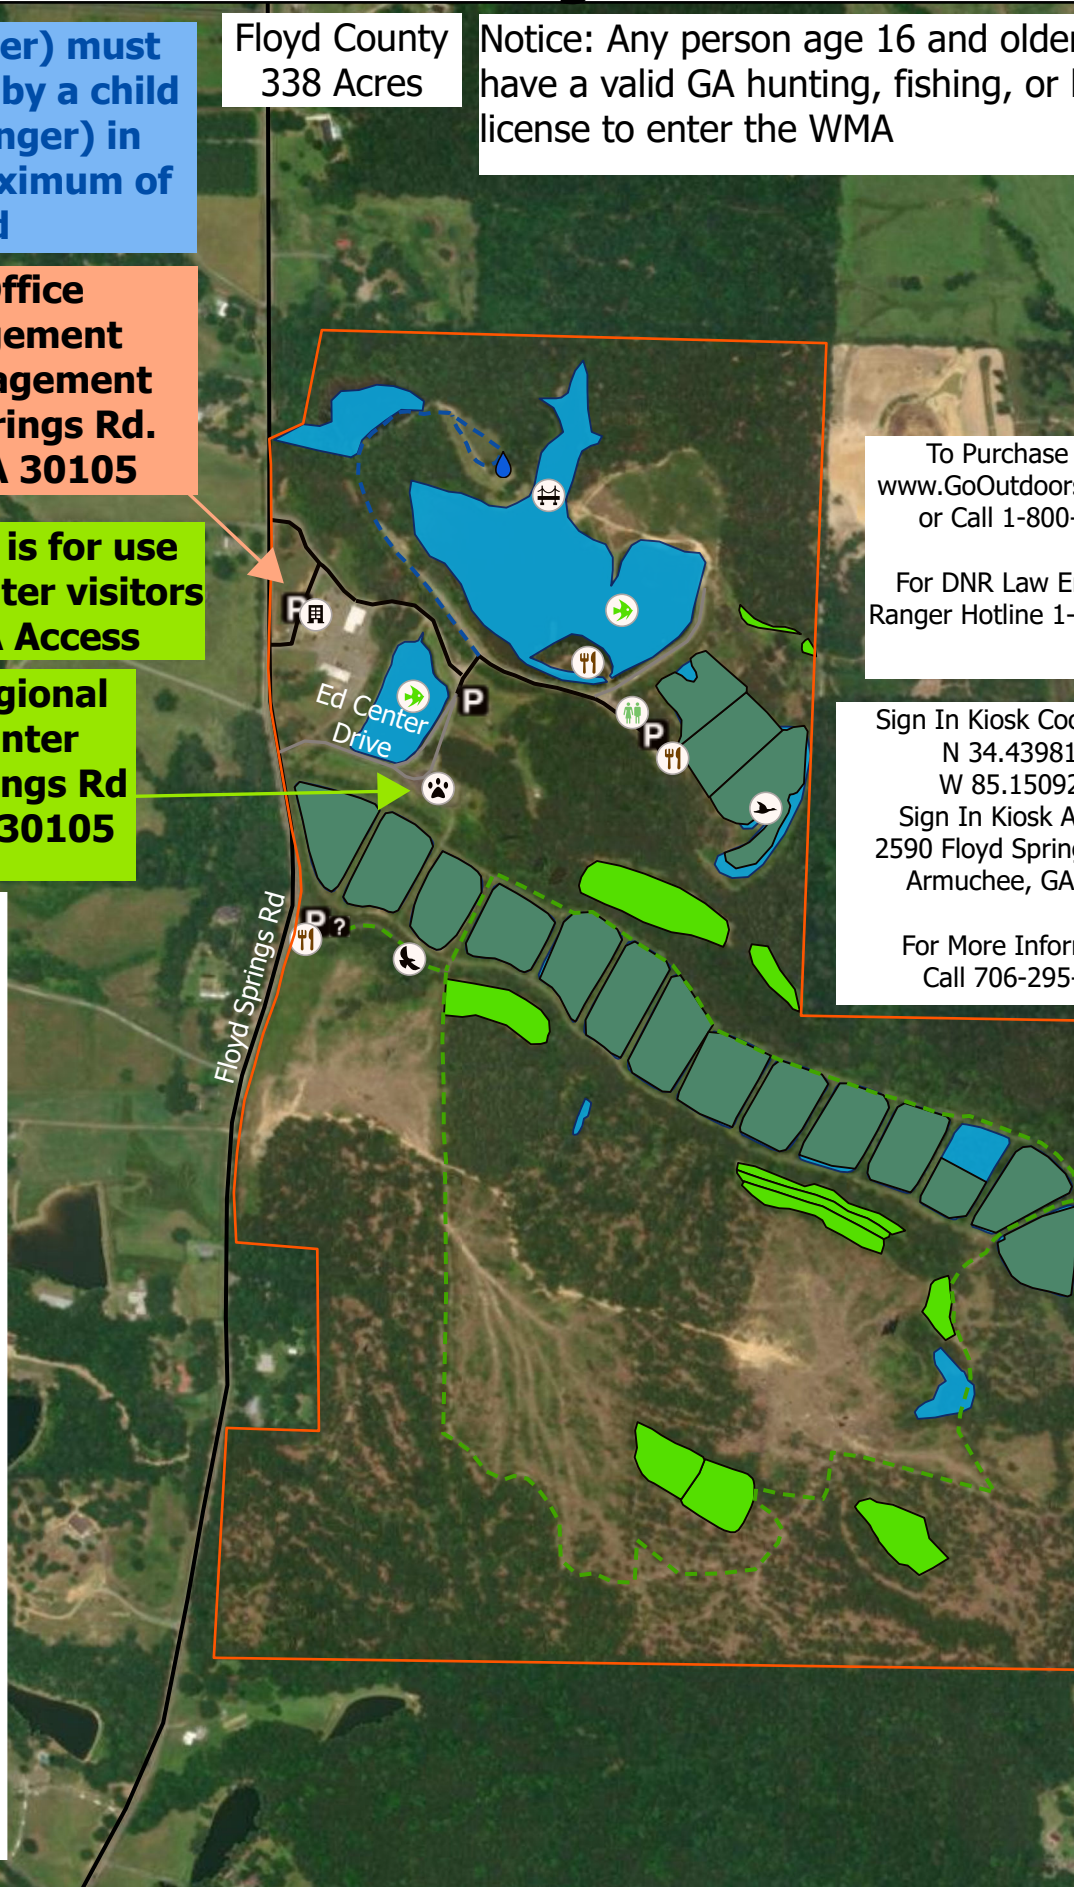 er) must
by a child
nger) in
ximum of
d
Floyd County
338 Acres
Notice: Any person age 16 and older
have a valid GA hunting, fishing, or
license to enter the WMA
ffice
gement
agement
rings Rd.
A 30105
is for use
ter visitors
A Access
gional
nter
ngs Rd
30105
To Purchase
www.GoOutdoors
or Call 1-800-
For DNR Law E
Ranger Hotline 1-
Sign In Kiosk Coo
N 34.43981
W 85.15092
Sign In Kiosk A
2590 Floyd Spring
Armuchee, GA
For More Infor
Call 706-295-
P
P
P
Ed Center
Drive
P ?
Floyd Springs Rd